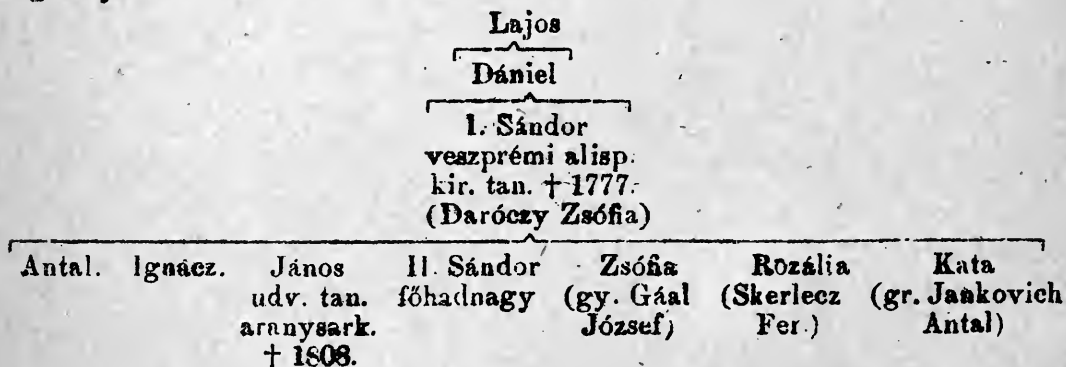 Lajos
Dániel
I. Sándor
veszprémi alisp.
kir. tan. † 1777.
(Daróczy Zsófia)
Antal. Ignácz. János II. Sándor Zsófia Rozália Kata
udv. tan. főhadnagy (gy. Gáal (Skerlecz (gr. Jankovich
aranysark. József) Fer.) Antal)
† 1808.